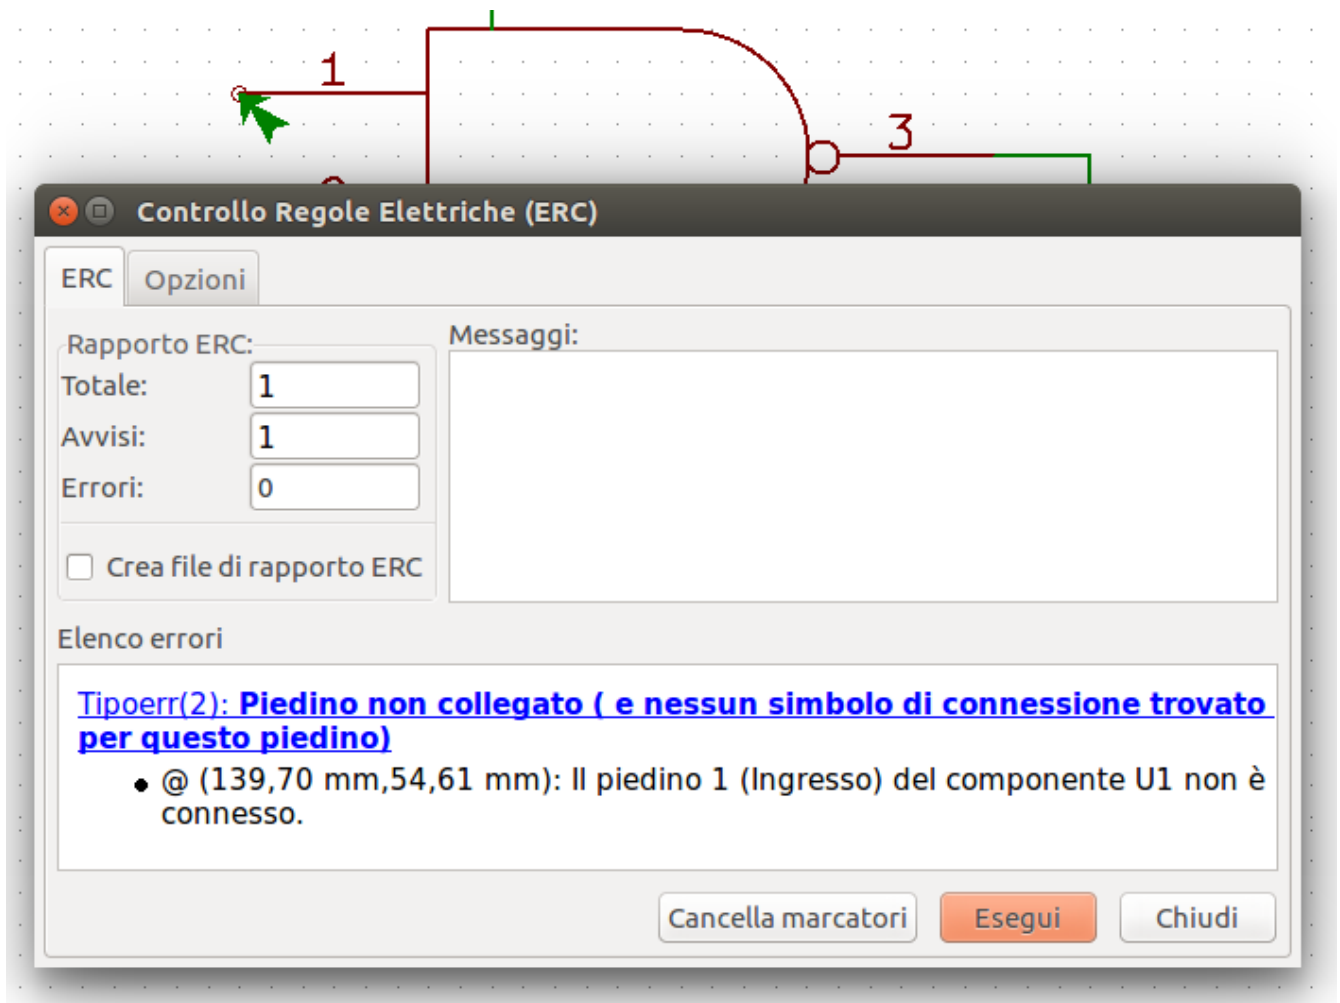 1
3
Controllo Regole Elettriche (ERC)
ERC Opzioni
Rapporto ERC:
Messaggi:
Totale: 1
Avvisi: 1
Errori: 0
Crea file di rapporto ERC
Elenco errori
Tipoerr(2): Piedino non collegato ( e nessun simbolo di connessione trovato
per questo piedino)
@ (139,70 mm,54,61 mm): Il piedino 1 (Ingresso) del componente U1 non è
connesso.
Cancella marcatori Esegui Chiudi